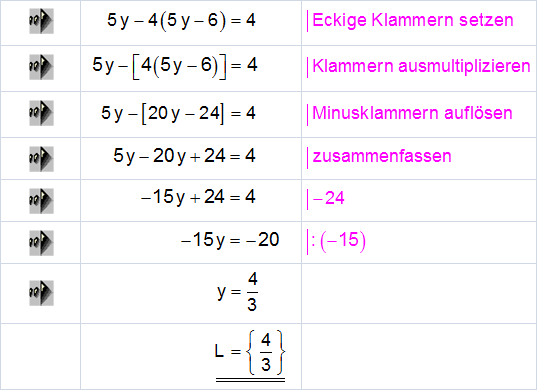 5y − 4(5y − 6) = 4 | Eckige Klammern setzen
5y − [4(5y − 6)] = 4 | Klammern ausmultiplizieren
5y − [20y − 24] = 4 | Minusklammern auflösen
5y − 20y + 24 = 4 | zusammenfassen
−15y + 24 = 4 | −24
−15y = −20 | : (−15)
y = 4/3
L = {4/3}